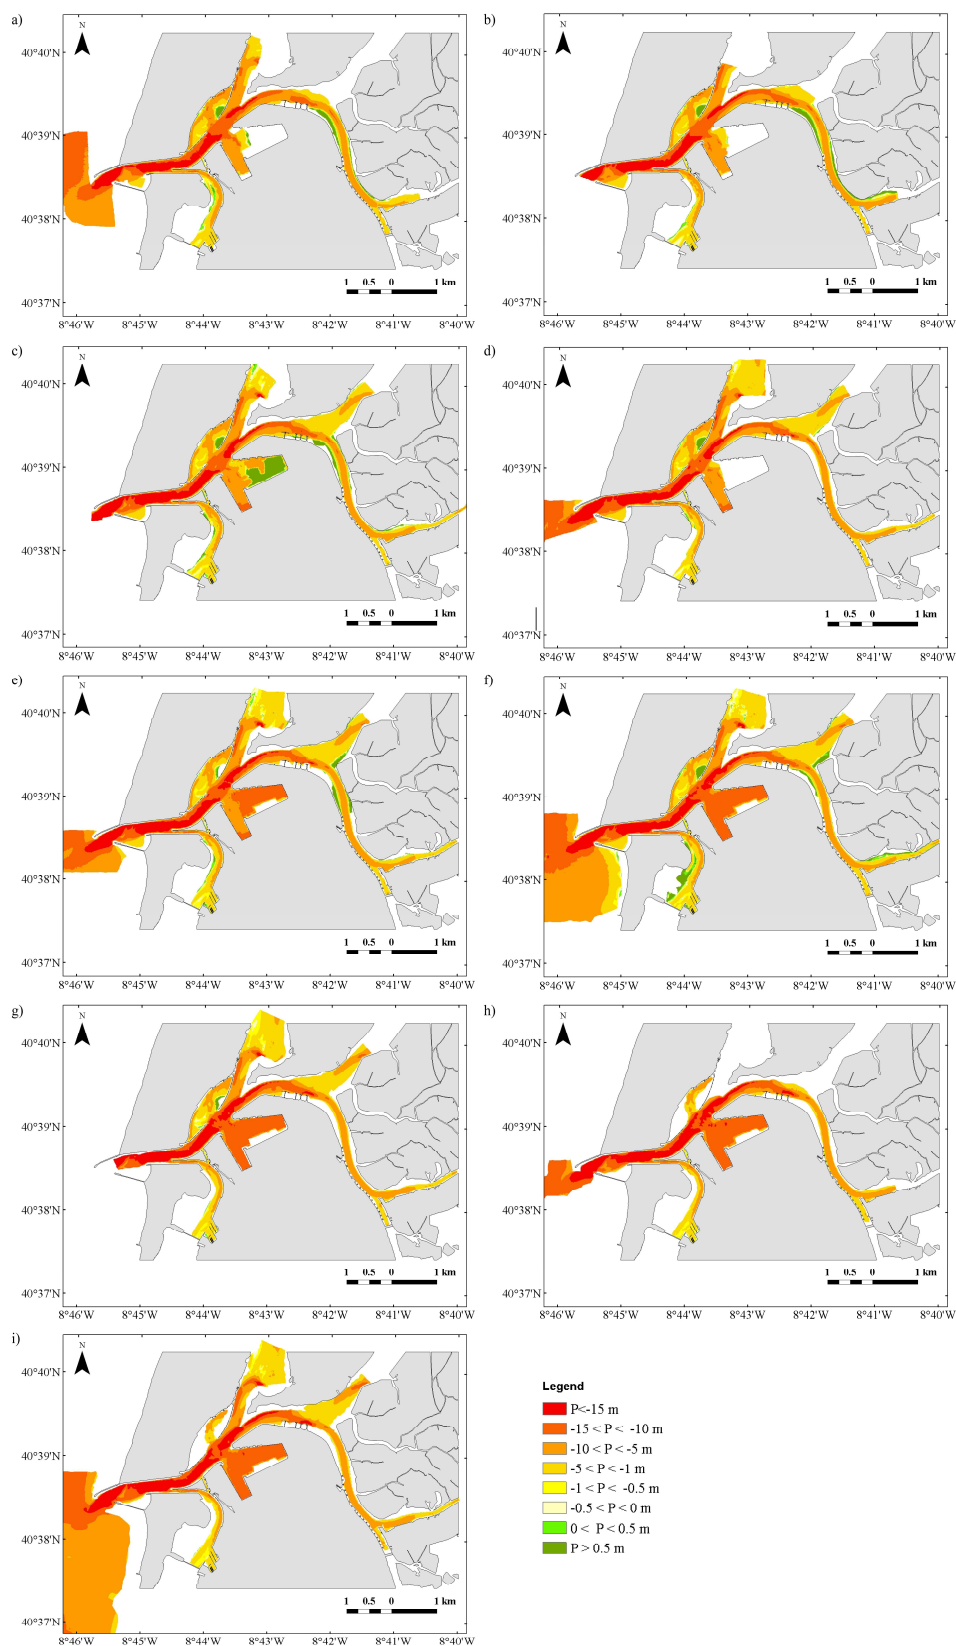 a)
N
40°40'N
40°39'N
40°38'N
40°37'N
1 0.5 0 1 km
8°46'W 8°45'W 8°44'W 8°43'W 8°42'W 8°41'W 8°40'W
b)
N
40°40'N
40°39'N
40°38'N
40°37'N
1 0.5 0 1 km
8°46'W 8°45'W 8°44'W 8°43'W 8°42'W 8°41'W 8°40'W
c)
N
40°40'N
40°39'N
40°38'N
40°37'N
1 0.5 0 1 km
8°46'W 8°45'W 8°44'W 8°43'W 8°42'W 8°41'W 8°40'W
d)
N
40°40'N
40°39'N
40°38'N
40°37'N
1 0.5 0 1 km
8°46'W 8°45'W 8°44'W 8°43'W 8°42'W 8°41'W 8°40'W
e)
N
40°40'N
40°39'N
40°38'N
40°37'N
1 0.5 0 1 km
8°46'W 8°45'W 8°44'W 8°43'W 8°42'W 8°41'W 8°40'W
f)
N
40°40'N
40°39'N
40°38'N
40°37'N
1 0.5 0 1 km
8°46'W 8°45'W 8°44'W 8°43'W 8°42'W 8°41'W 8°40'W
g)
N
40°40'N
40°39'N
40°38'N
40°37'N
1 0.5 0 1 km
8°46'W 8°45'W 8°44'W 8°43'W 8°42'W 8°41'W 8°40'W
h)
N
40°40'N
40°39'N
40°38'N
40°37'N
1 0.5 0 1 km
8°46'W 8°45'W 8°44'W 8°43'W 8°42'W 8°41'W 8°40'W
i)
N
40°40'N
40°39'N
40°38'N
40°37'N
1 0.5 0 1 km
8°46'W 8°45'W 8°44'W 8°43'W 8°42'W 8°41'W 8°40'W
Legend
P<-15 m
-15 < P < -10 m
-10 < P < -5 m
-5 < P < -1 m
-1 < P < -0.5 m
-0.5 < P < 0 m
0 < P < 0.5 m
P > 0.5 m